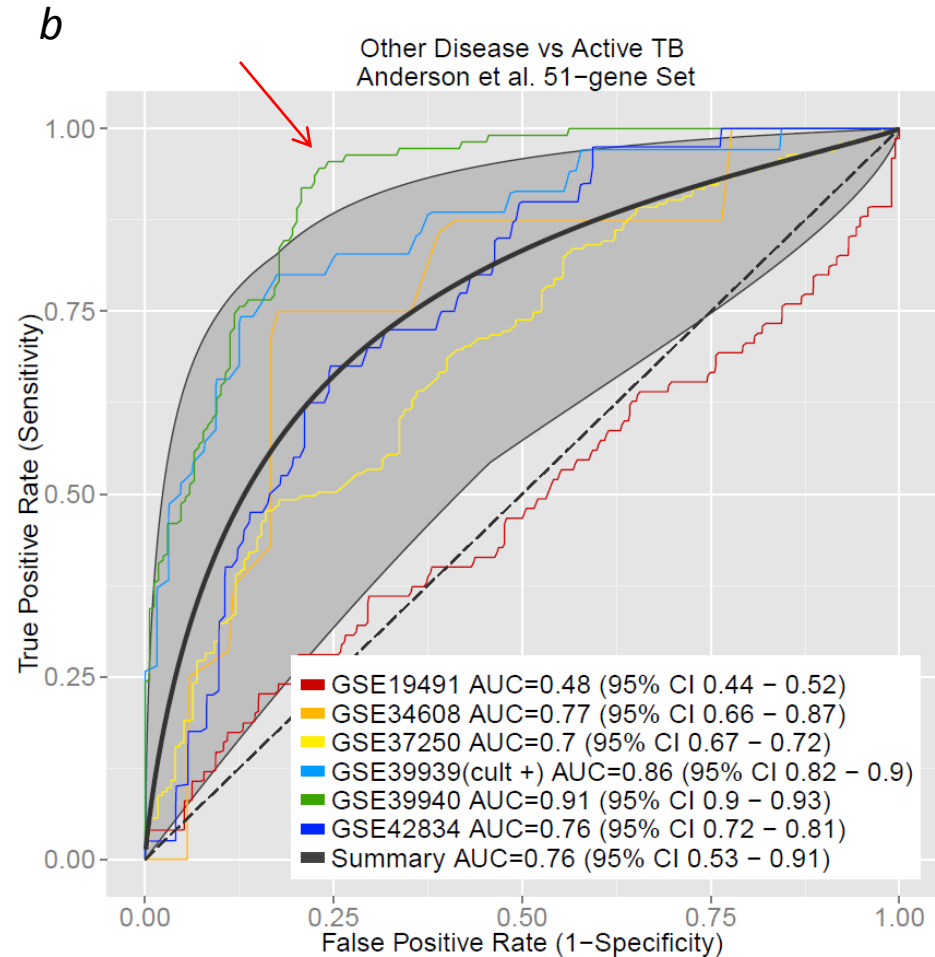 b
Other Disease vs Active TB
Anderson et al. 51−gene Set
True Positive Rate (Sensitivity)
1.00
0.75
0.50
0.25
0.00
GSE19491 AUC=0.48 (95% CI 0.44 − 0.52)
GSE34608 AUC=0.77 (95% CI 0.66 − 0.87)
GSE37250 AUC=0.7 (95% CI 0.67 − 0.72)
GSE39939(cult +) AUC=0.86 (95% CI 0.82 − 0.9)
GSE39940 AUC=0.91 (95% CI 0.9 − 0.93)
GSE42834 AUC=0.76 (95% CI 0.72 − 0.81)
Summary AUC=0.76 (95% CI 0.53 − 0.91)
0.00 0.25 0.50 0.75 1.00
False Positive Rate (1−Specificity)